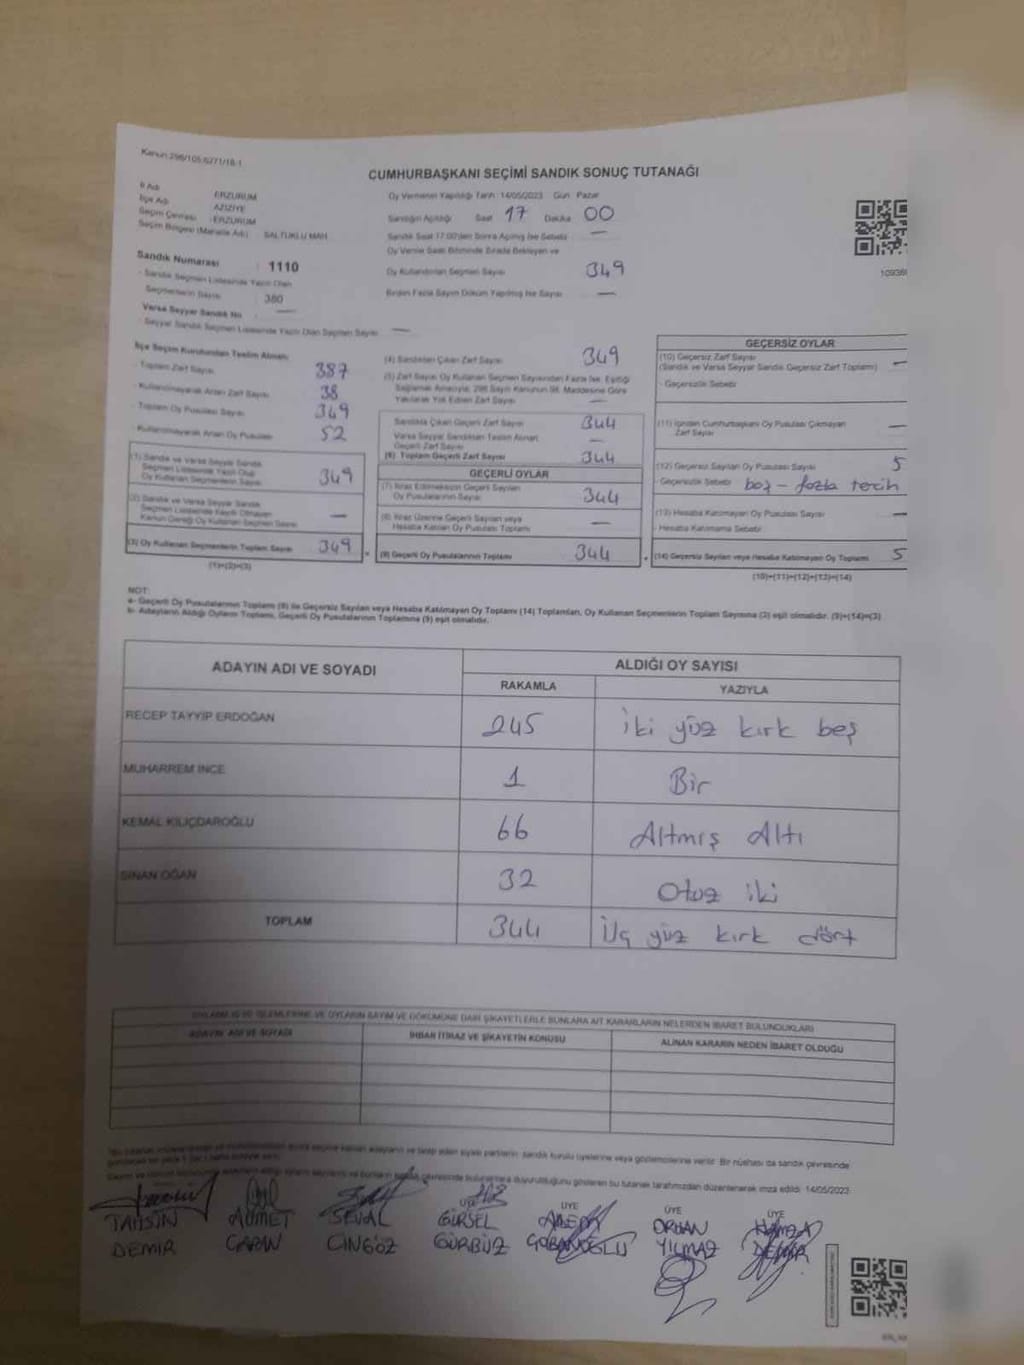 Kanun:298/105,6271/18-1
CUMHURBAŞKANI SEÇİMİ SANDIK SONUÇ TUTANAĞI
İl Adı : ERZURUM
İlçe Adı : AZİZİYE
Seçim Çevresi : ERZURUM
Seçim Bölgesi (Mahalle Adı) : SALTUKLU MAH.
Sandık Numarası : 1110
- Sandık Seçmen Listesinde Yazılı Olan
Seçmenlerin Sayısı : 380
Varsa Seyyar Sandık No : —
- Seyyar Sandık Seçmen Listesinde Yazılı Olan Seçmen Sayısı —
Oy Vermenin Yapıldığı Tarih :14/05/2023 Gün : Pazar
Sandığın Açıldığı Saat 17 Dakika 00
Sandık Saat 17:00'den Sonra Açılmış İse Sebebi —
Oy Verme Saati Bitiminde Sırada Bekleyen ve
Oy Kullandırılan Seçmen Sayısı 349
Birden Fazla Sayım Döküm Yapılmış İse Sayısı —
10936
İlçe Seçim Kurulundan Teslim Alınan;
- Toplam Zarf Sayısı 387
- Kullanılmayarak Artan Zarf Sayısı 38
- Toplam Oy Pusulası Sayısı 349
- Kullanılmayarak Artan Oy Pusulası 52
(1) Sandık ve Varsa Seyyar Sandık
Seçmen Listesinde Yazılı Olup
Oy Kullanan Seçmenlerin Sayısı 349
(2) Sandık ve Varsa Seyyar Sandık
Seçmen Listesinde Kayıtlı Olmayan
Kanun Gereği Oy Kullanan Seçmen Sayısı —
(3) Oy Kullanan Seçmenlerin Toplam Sayısı 349
(1)+(2)=(3)
(4) Sandıktan Çıkan Zarf Sayısı 349
(5) Zarf Sayısı Oy Kullanan Seçmen Sayısından Fazla İse, Eşitliği
Sağlamak Amacıyla, 298 Sayılı Kanunun 98. Maddesine Göre
Yakılarak Yok Edilen Zarf Sayısı —
Sandıkta Çıkan Geçerli Zarf Sayısı 344
Varsa Seyyar Sandıktan Teslim Alınan
Geçerli Zarf Sayısı —
(6) Toplam Geçerli Zarf Sayısı 344
GEÇERLİ OYLAR
(7) İtiraz Edilmeksizin Geçerli Sayılan
Oy Pusulalarının Sayısı 344
(8) İtiraz Üzerine Geçerli Sayılan veya
Hesaba Katılan Oy Pusulası Toplamı —
(9) Geçerli Oy Pusulalarının Toplamı 344
GEÇERSİZ OYLAR
(10) Geçersiz Zarf Sayısı
(Sandık ve Varsa Seyyar Sandık Geçersiz Zarf Toplamı) —
- Geçersizlik Sebebi
(11) İçinden Cumhurbaşkanı Oy Pusulası Çıkmayan
Zarf Sayısı —
(12) Geçersiz Sayılan Oy Pusulası Sayısı 5
- Geçersizlik Sebebi boş - fazla tercih
(13) Hesaba Katılmayan Oy Pusulası Sayısı —
- Hesaba Katılmama Sebebi
(14) Geçersiz Sayılan veya Hesaba Katılmayan Oy Toplamı 5
(10)+(11)+(12)+(13)=(14)
NOT:
a- Geçerli Oy Pusulalarının Toplamı (9) ile Geçersiz Sayılan veya Hesaba Katılmayan Oy Toplamı (14) Toplamları, Oy Kullanan Seçmenlerin Toplam Sayısına (3) eşit olmalıdır. (9)+(14)=(3)
b- Adayların Aldığı Oyların Toplamı, Geçerli Oy Pusulalarının Toplamına (9) eşit olmalıdır.
ADAYIN ADI VE SOYADI ALDIĞI OY SAYISI
RAKAMLA YAZIYLA
RECEP TAYYİP ERDOĞAN 245 İki yüz kırk beş
MUHARREM İNCE 1 Bir
KEMAL KILIÇDAROĞLU 66 Altmış Altı
SİNAN OĞAN 32 Otuz iki
TOPLAM 344 Üç yüz kırk dört
İŞLEMLERİNE VE OYLARIN SAYIM VE DÖKÜMÜNE DAİR ŞİKAYETLERLE BUNLARA AİT KARARLARIN NELERDEN İBARET BULUNDUKLARI
ADAYIN ADI VE SOYADI İHBAR İTİRAZ VE ŞİKAYETİN KONUSU ALINAN KARARIN NEDEN İBARET OLDUĞU
siyasi partilerin sandık kurulu üyelerine veya gözlemcilerine verilir. Bir nüshası da sandık çevresinde
duyurulduğunu gösteren bu tutanak tarafımızdan düzenlenerek imza edildi. 14/05/2023
ÜYE ÜYE ÜYE ÜYE
TAHSİN AHMET SEVAL GÜRSEL ADEM ORHAN HAMZA
DEMİR CİNGÖZ GÜRBÜZ ÇOBANOĞLU YILMAZ DEMİR